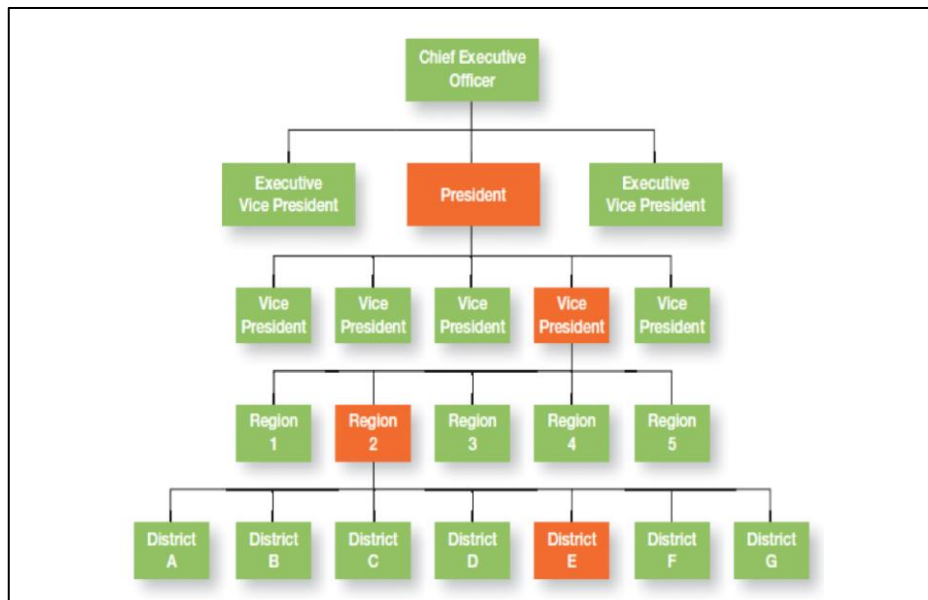 Chief Executive
Officer
Executive
Vice President
President
Executive
Vice President
Vice
President
Vice
President
Vice
President
Vice
President
Vice
President
Region
1
Region
2
Region
3
Region
4
Region
5
District
A
District
B
District
C
District
D
District
E
District
F
District
G